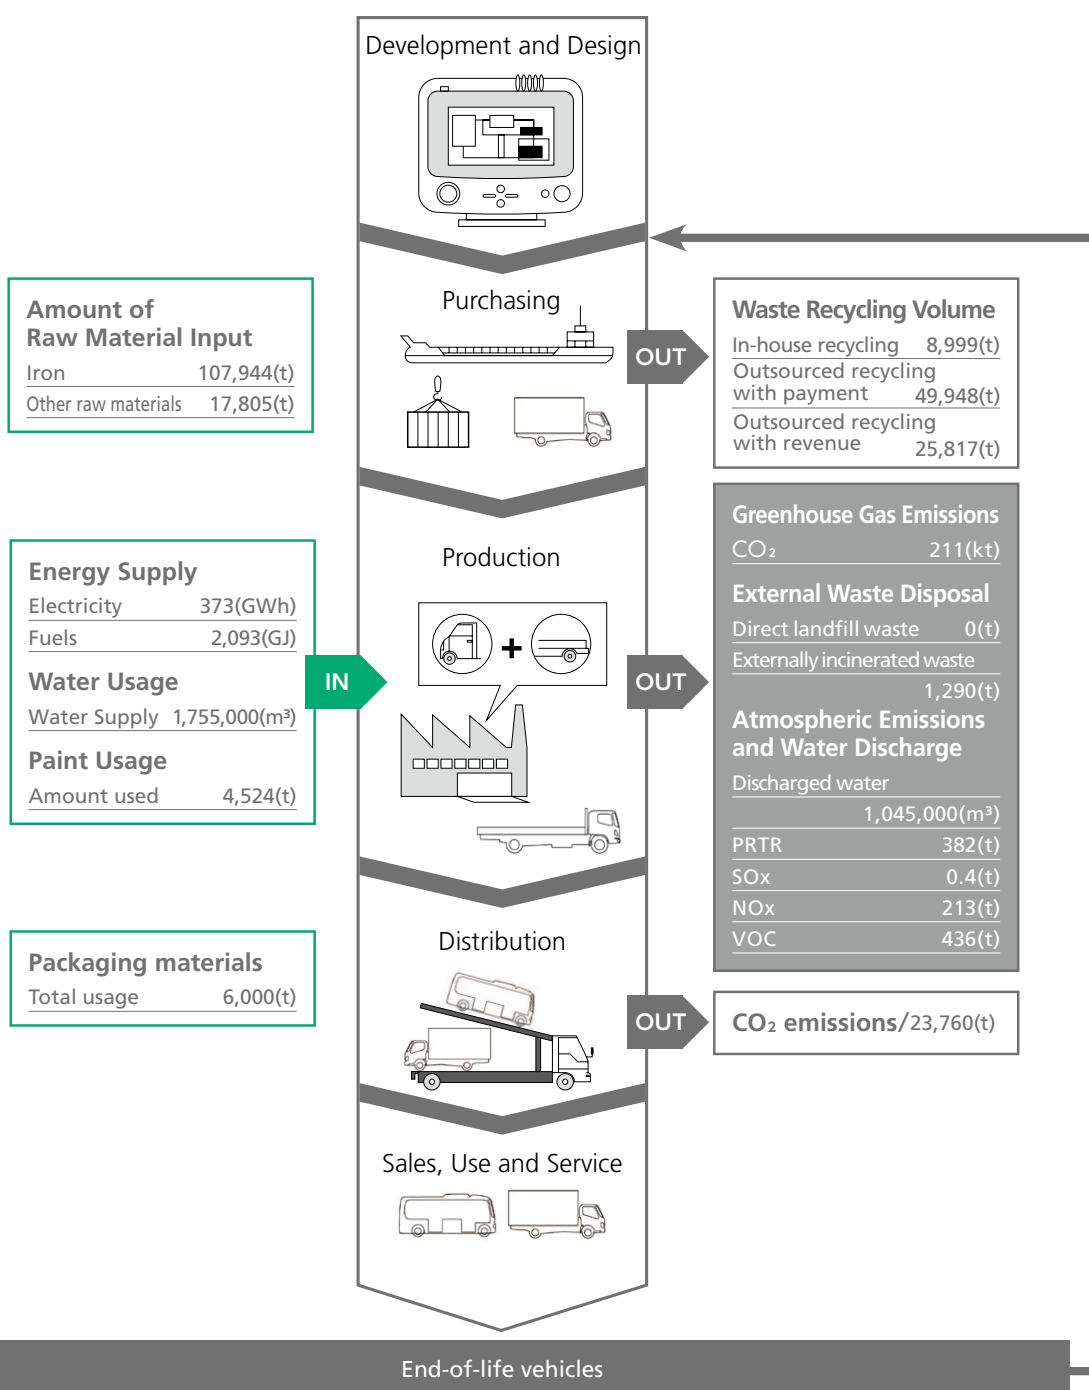 Development and Design
Amount of
Raw Material Input
Iron 107,944(t)
Other raw materials 17,805(t)
Purchasing
OUT
Waste Recycling Volume
In-house recycling 8,999(t)
Outsourced recycling
with payment 49,948(t)
Outsourced recycling
with revenue 25,817(t)
Energy Supply
Electricity 373(GWh)
Fuels 2,093(GJ)
Water Usage
Water Supply 1,755,000(m³)
Paint Usage
Amount used 4,524(t)
IN
Production
OUT
Greenhouse Gas Emissions
CO₂ 211(kt)
External Waste Disposal
Direct landfill waste 0(t)
Externally incinerated waste
1,290(t)
Atmospheric Emissions
and Water Discharge
Discharged water
1,045,000(m³)
PRTR 382(t)
SOx 0.4(t)
NOx 213(t)
VOC 436(t)
Packaging materials
Total usage 6,000(t)
Distribution
OUT
CO₂ emissions/23,760(t)
Sales, Use and Service
End-of-life vehicles